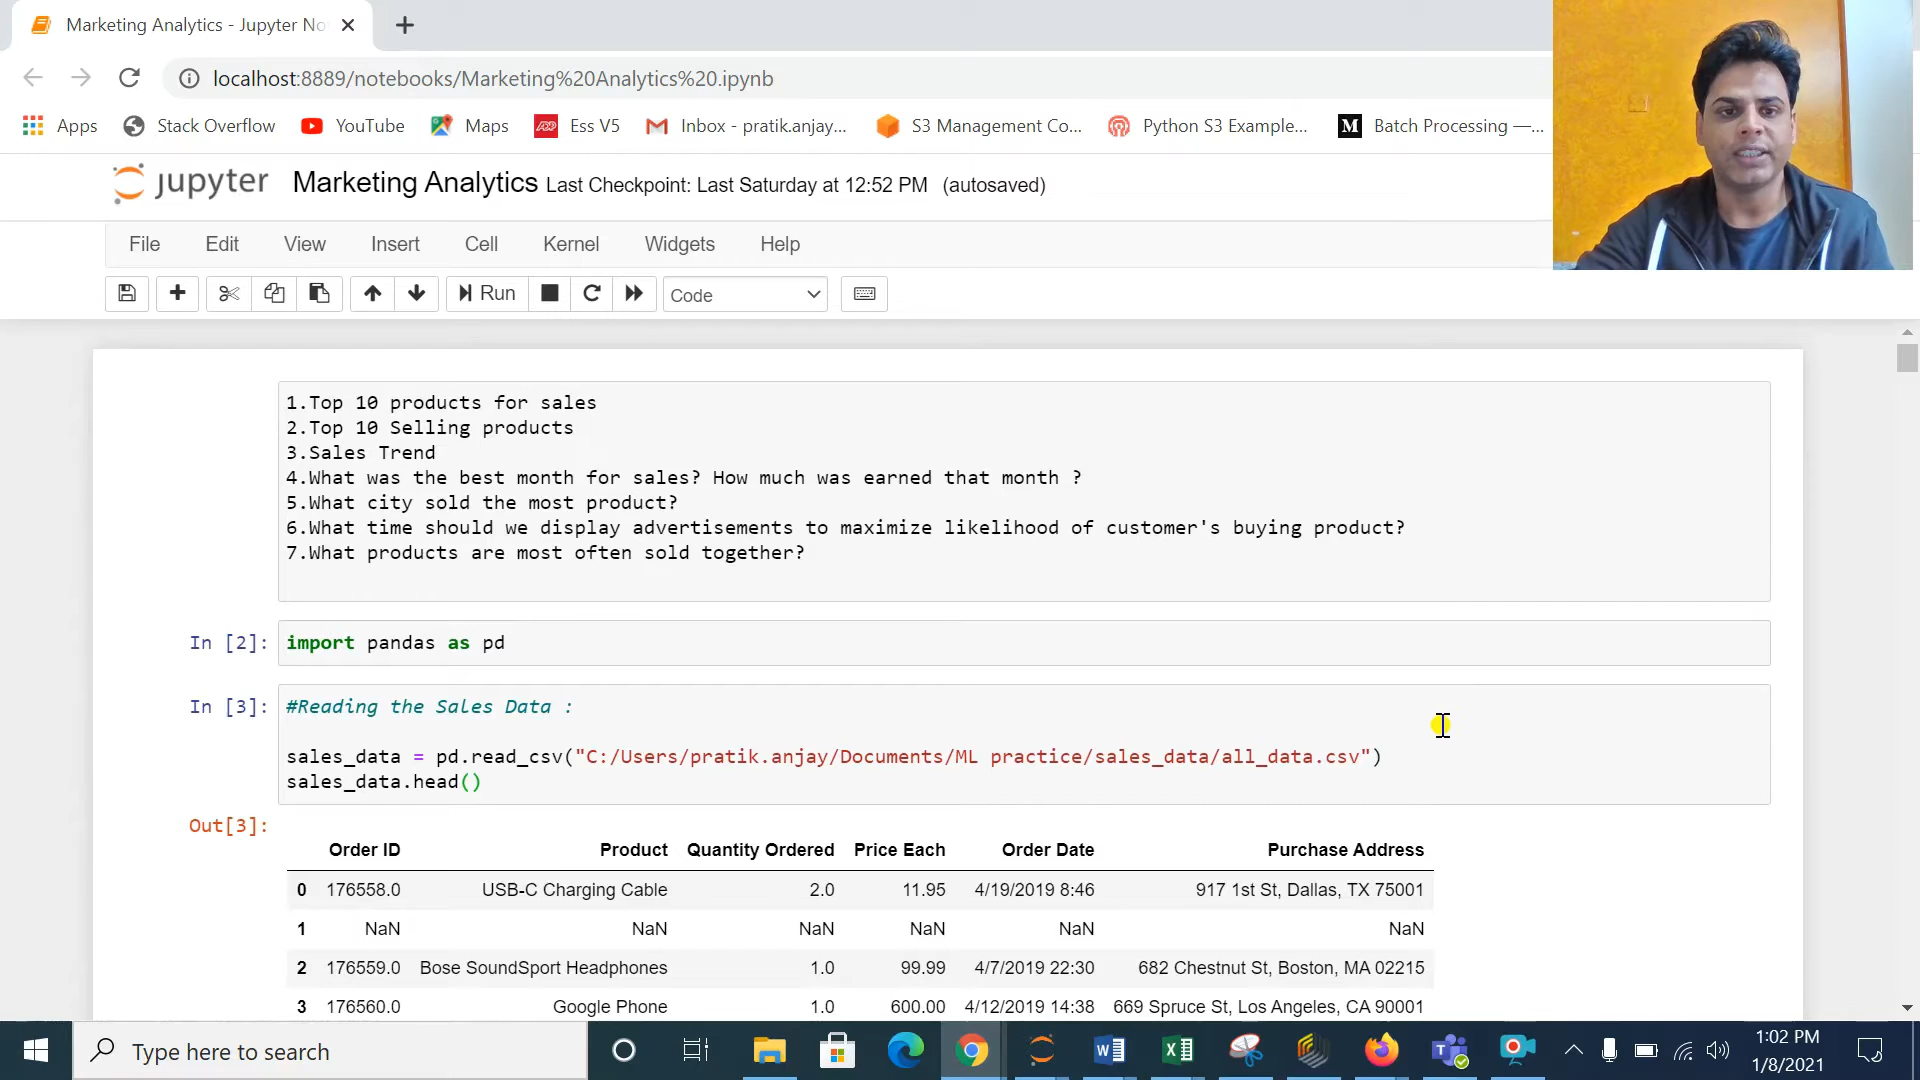 Marketing Analytics - Jupyter No
localhost:8889/notebooks/Marketing%20Analytics%20.ipynb
Apps Stack Overflow YouTube Maps Ess V5 Inbox - pratik.anjay... S3 Management Co... Python S3 Example... Batch Processing —...
jupyter Marketing Analytics Last Checkpoint: Last Saturday at 12:52 PM (autosaved)
File Edit View Insert Cell Kernel Widgets Help
Run Code
1.Top 10 products for sales
2.Top 10 Selling products
3.Sales Trend
4.What was the best month for sales? How much was earned that month ?
5.What city sold the most product?
6.What time should we display advertisements to maximize likelihood of customer's buying product?
7.What products are most often sold together?
In [2]: import pandas as pd
In [3]: #Reading the Sales Data :
sales_data = pd.read_csv("C:/Users/pratik.anjay/Documents/ML practice/sales_data/all_data.csv")
sales_data.head()
Out[3]:
Order ID Product Quantity Ordered Price Each Order Date Purchase Address
0 176558.0 USB-C Charging Cable 2.0 11.95 4/19/2019 8:46 917 1st St, Dallas, TX 75001
1 NaN NaN NaN NaN NaN NaN
2 176559.0 Bose SoundSport Headphones 1.0 99.99 4/7/2019 22:30 682 Chestnut St, Boston, MA 02215
3 176560.0 Google Phone 1.0 600.00 4/12/2019 14:38 669 Spruce St, Los Angeles, CA 90001
Type here to search
1:02 PM
1/8/2021